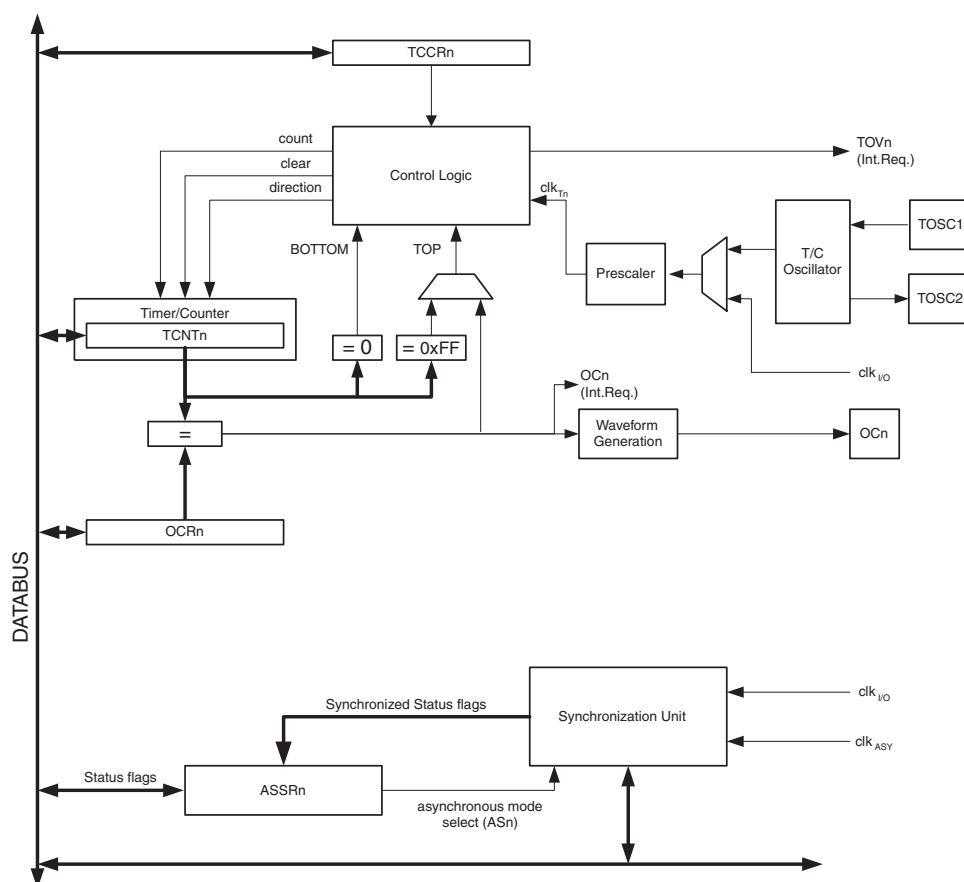 TCCRn
count
clear
direction
Control Logic
TOVn
(Int.Req.)
clkTn
BOTTOM
TOP
Prescaler
T/C
Oscillator
TOSC1
TOSC2
Timer/Counter
TCNTn
= 0
= 0xFF
OCn
(Int.Req.)
clkI/O
=
Waveform
Generation
OCn
OCRn
DATABUS
Synchronized Status flags
Synchronization Unit
clkI/O
clkASY
Status flags
ASSRn
asynchronous mode
select (ASn)